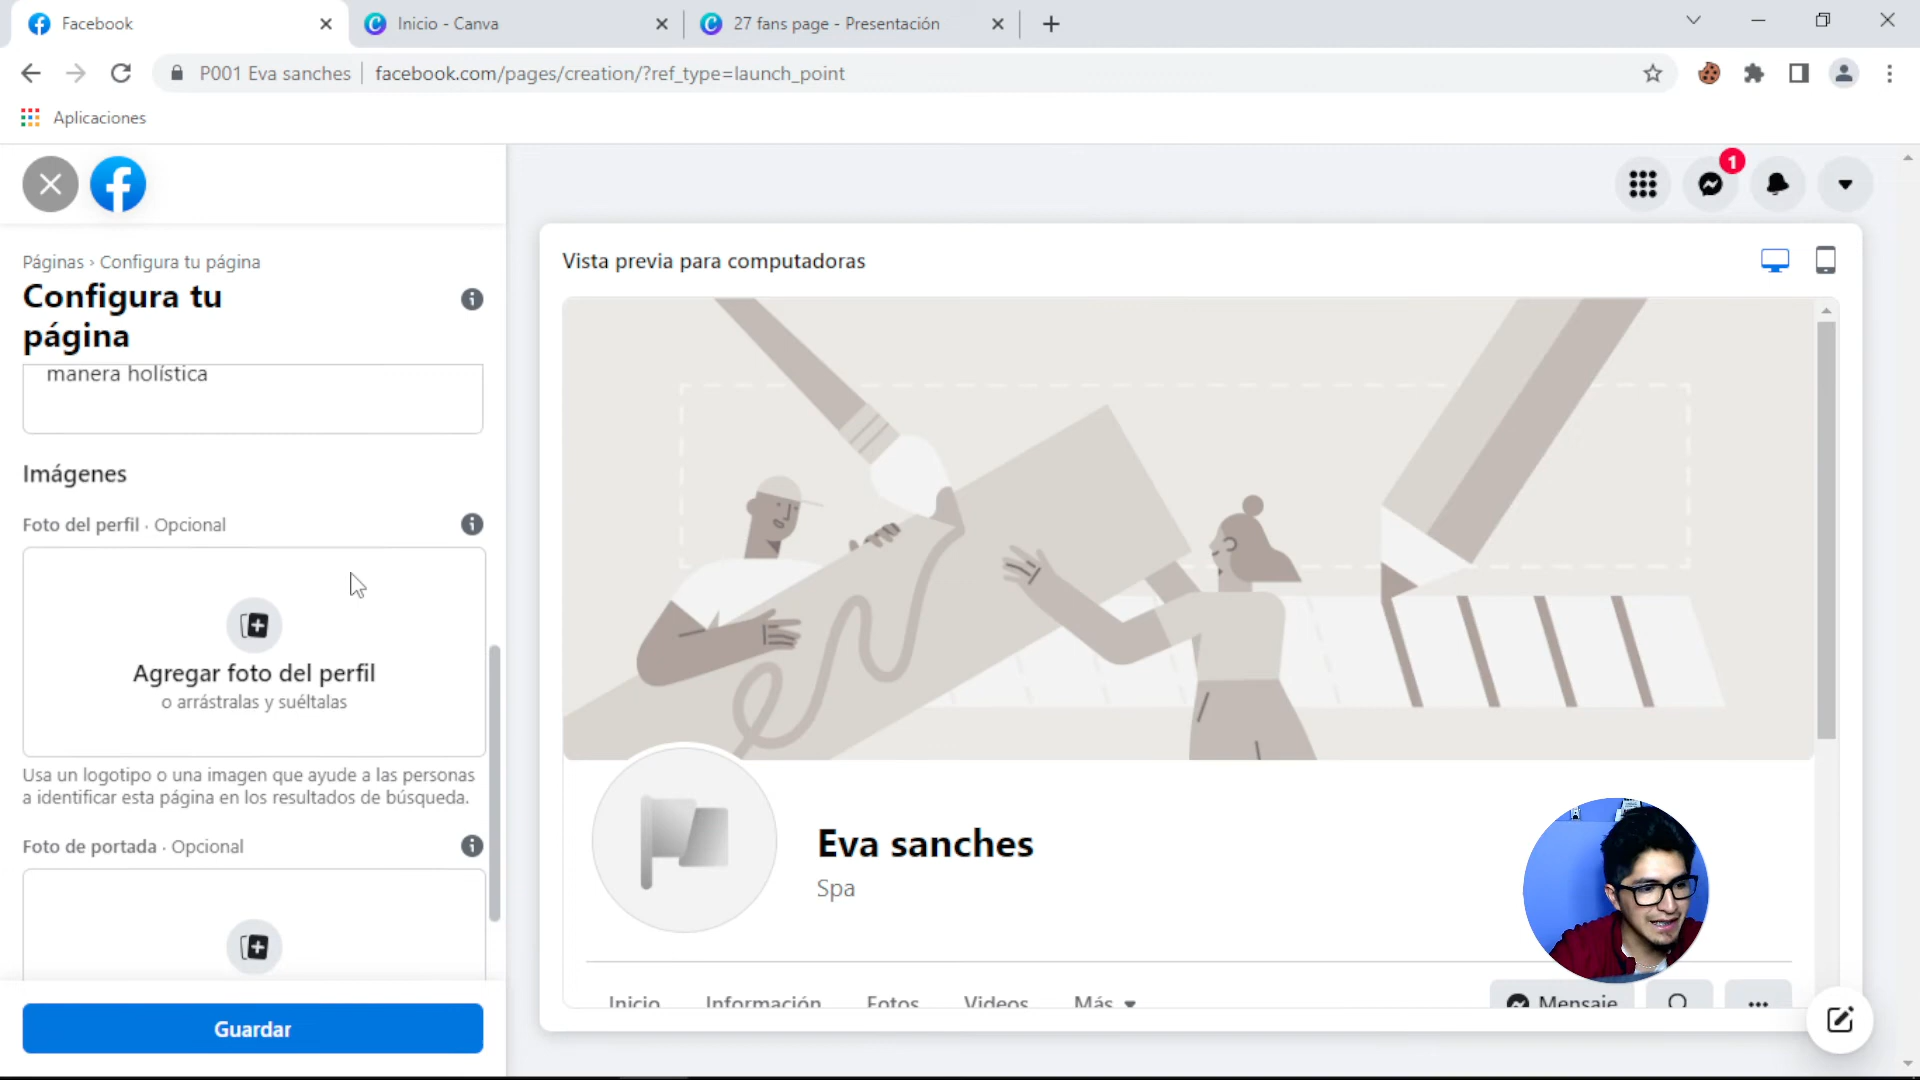 Facebook
Inicio - Canva
27 fans page - Presentación
P001 Eva sanches
facebook.com/pages/creation/?ref_type=launch_point
Aplicaciones
1
Páginas › Configura tu página
Configura tu
página
manera holística
Imágenes
Foto del perfil · Opcional
Agregar foto del perfil
o arrástralas y suéltalas
Usa un logotipo o una imagen que ayude a las personas
a identificar esta página en los resultados de búsqueda.
Foto de portada · Opcional
Guardar
Vista previa para computadoras
Eva sanches
Spa
Inicio
Información
Fotos
Videos
Más
Mensaje